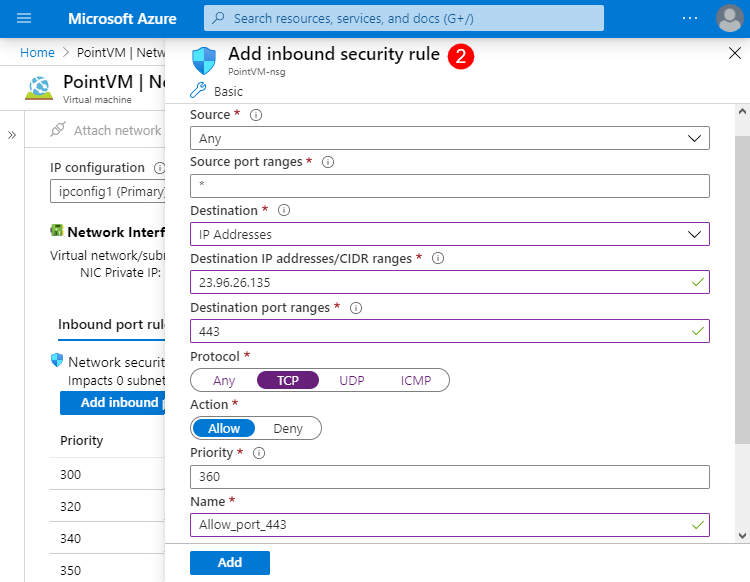 Microsoft Azure
Search resources, services, and docs (G+/)
Home > PointVM | Netw
PointVM | Ne
Virtual machine
Attach network
IP configuration
ipconfig1 (Primary)
Network Interf
Virtual network/subn
NIC Private IP:
Inbound port rul
Network securit
Impacts 0 subnet
Add inbound p
Priority
300
320
340
350
Add inbound security rule 2
PointVM-nsg
Basic
Source *
Any
Source port ranges *
*
Destination *
IP Addresses
Destination IP addresses/CIDR ranges *
23.96.26.135
Destination port ranges *
443
Protocol *
Any TCP UDP ICMP
Action *
Allow Deny
Priority *
360
Name *
Allow_port_443
Add